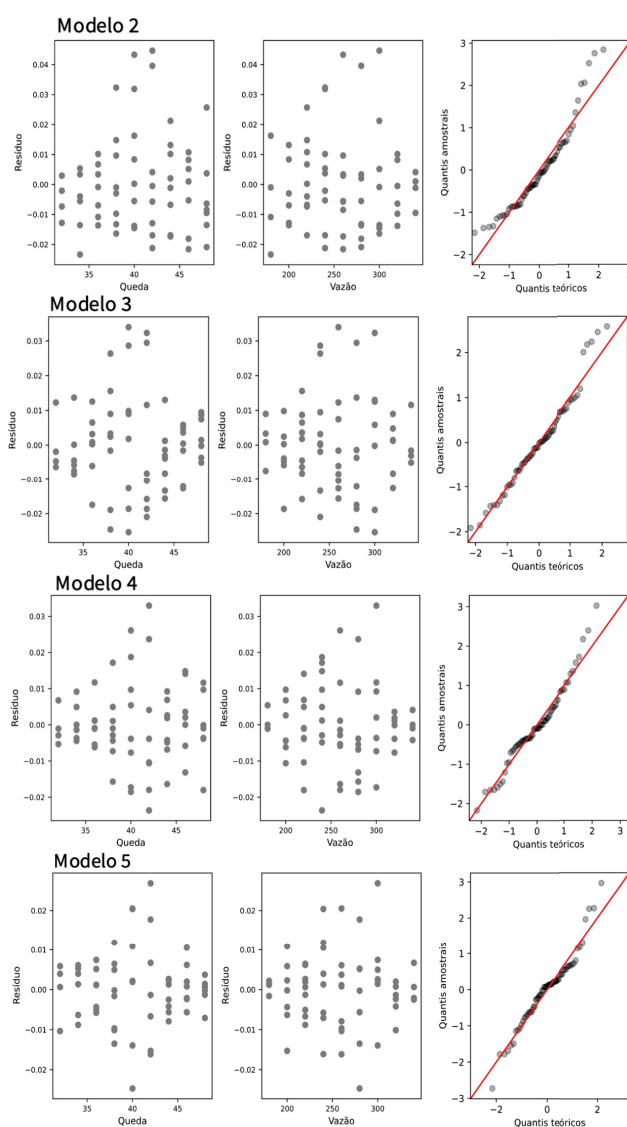 Modelo 2
0.04
0.03
0.02
0.01
0.00
−0.01
−0.02
Resíduo
35 40 45
Queda
0.04
0.03
0.02
0.01
0.00
−0.01
−0.02
Resíduo
200 250 300
Vazão
3
2
1
0
−1
−2
Quantis amostrais
−2 −1 0 1 2 3
Quantis teóricos
Modelo 3
0.03
0.02
0.01
0.00
−0.01
−0.02
Resíduo
35 40 45
Queda
0.03
0.02
0.01
0.00
−0.01
−0.02
Resíduo
200 250 300
Vazão
2
1
0
−1
−2
Quantis amostrais
−2 −1 0 1 2
Quantis teóricos
Modelo 4
0.03
0.02
0.01
0.00
−0.01
−0.02
Resíduo
35 40 45
Queda
0.03
0.02
0.01
0.00
−0.01
−0.02
Resíduo
200 250 300
Vazão
3
2
1
0
−1
−2
Quantis amostrais
−2 −1 0 1 2 3
Quantis teóricos
Modelo 5
0.02
0.01
0.00
−0.01
−0.02
Resíduo
35 40 45
Queda
0.02
0.01
0.00
−0.01
−0.02
Resíduo
200 250 300
Vazão
3
2
1
0
−1
−2
−3
Quantis amostrais
−2 0 2
Quantis teóricos